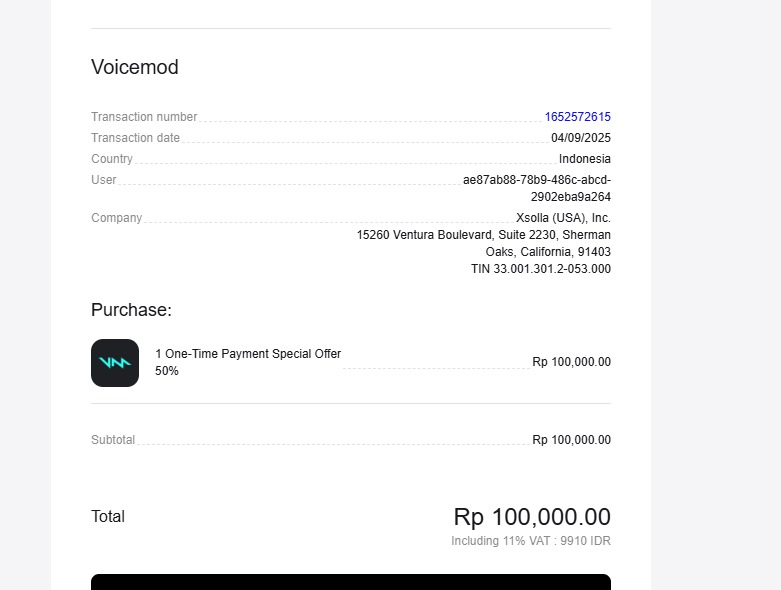 Voicemod
Transaction number 1652572615
Transaction date 04/09/2025
Country Indonesia
User ae87ab88-78b9-486c-abcd-
2902eba9a264
Company Xsolla (USA), Inc.
15260 Ventura Boulevard, Suite 2230, Sherman
Oaks, California, 91403
TIN 33.001.301.2-053.000
Purchase:
1 One-Time Payment Special Offer
50%
Rp 100,000.00
Subtotal Rp 100,000.00
Total Rp 100,000.00
Including 11% VAT : 9910 IDR